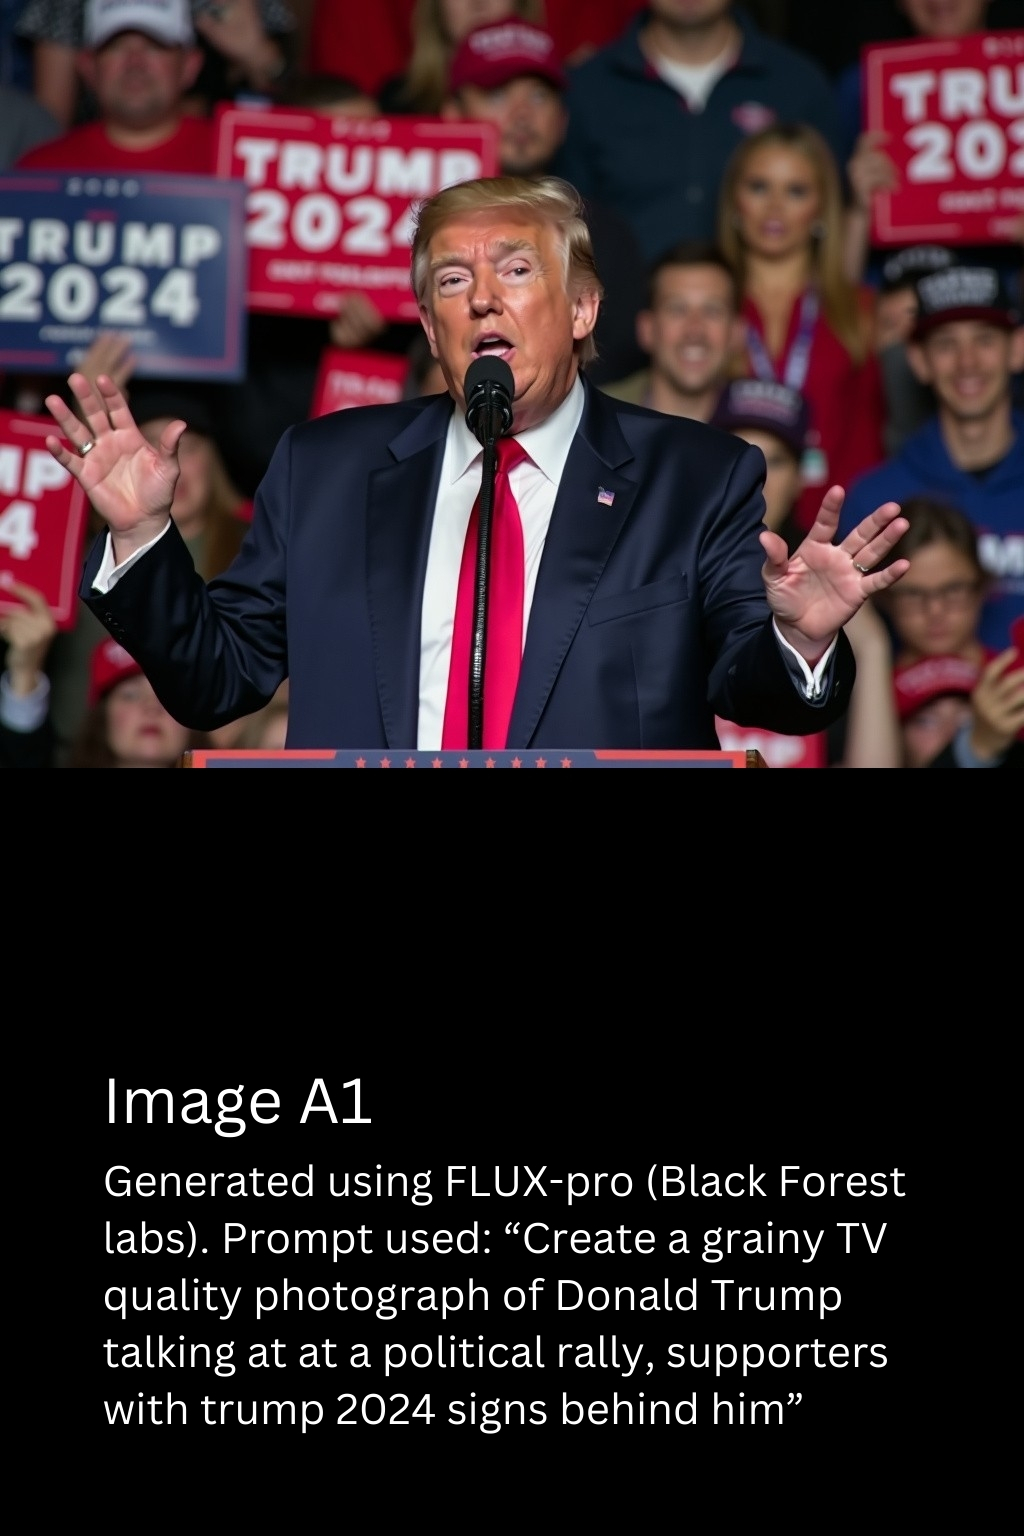 TRUMP
2024
TRUMP
2024
TRU
202
MP
4
Image A1
Generated using FLUX-pro (Black Forest
labs). Prompt used: “Create a grainy TV
quality photograph of Donald Trump
talking at at a political rally, supporters
with trump 2024 signs behind him”